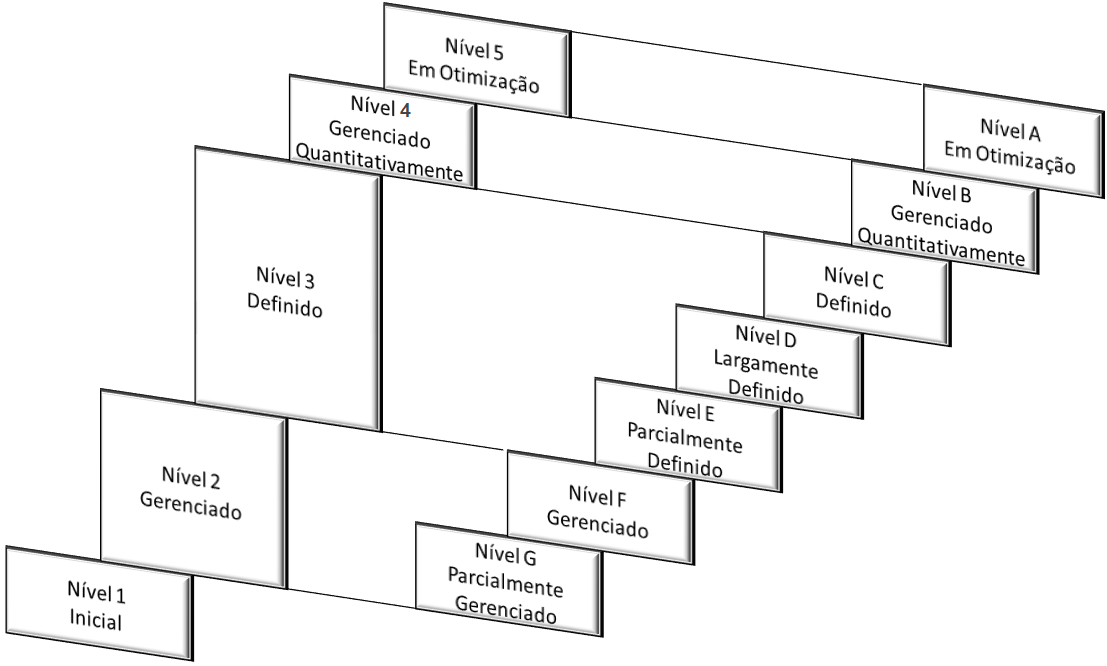 Nível 5
Em Otimização
Nível 4
Gerenciado
Quantitativamente
Nível 3
Definido
Nível 2
Gerenciado
Nível 1
Inicial
Nível A
Em Otimização
Nível B
Gerenciado
Quantitativamente
Nível C
Definido
Nível D
Largamente
Definido
Nível E
Parcialmente
Definido
Nível F
Gerenciado
Nível G
Parcialmente
Gerenciado